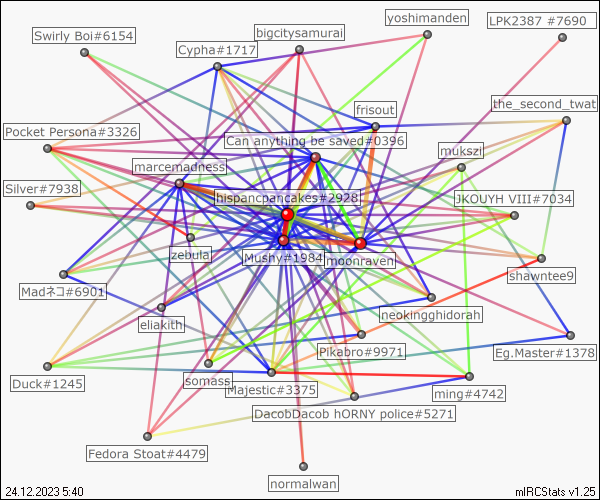 yoshimanden
LPK2387 #7690
Swirly Boi#6154
bigcitysamurai
Cypha#1717
frisout
the_second_twat
Pocket Persona#3326
Can anything be saved#0396
mukszi
marcemadness
Silver#7938
hispancpancakes#2928
JKOUYH VIII#7034
zebula
Mushy#1984
moonraven
shawntee9
Madネコ#6901
eliakith
neokingghidorah
Pikabro#9971
Eg.Master#1378
Duck#1245
somass
Majestic#3375
ming#4742
DacobDacob hORNY police#5271
Fedora Stoat#4479
normalwan
24.12.2023 5:40
mIRCStats v1.25